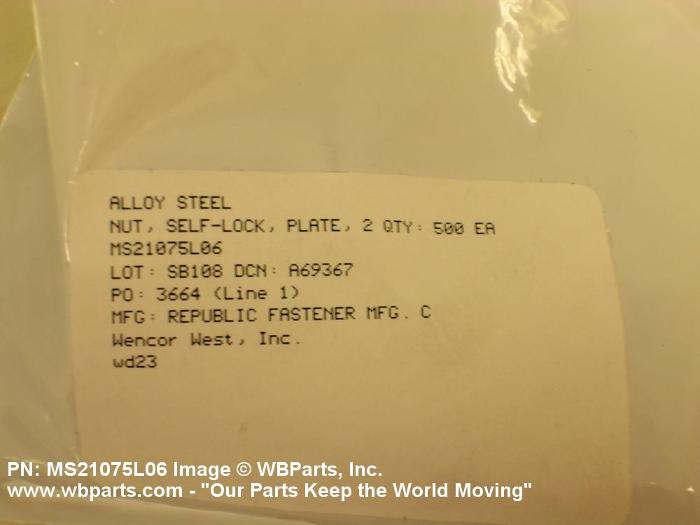 ALLOY STEEL
NUT, SELF-LOCK, PLATE, 2 QTY: 500 EA
MS21075L06
LOT: SB108 DCN: A69367
PO: 3664 (Line 1)
MFG: REPUBLIC FASTENER MFG. C
Wencor West, Inc.
wd23
PN: MS21075L06 Image © WBParts, Inc.
www.wbparts.com - "Our Parts Keep the World Moving"